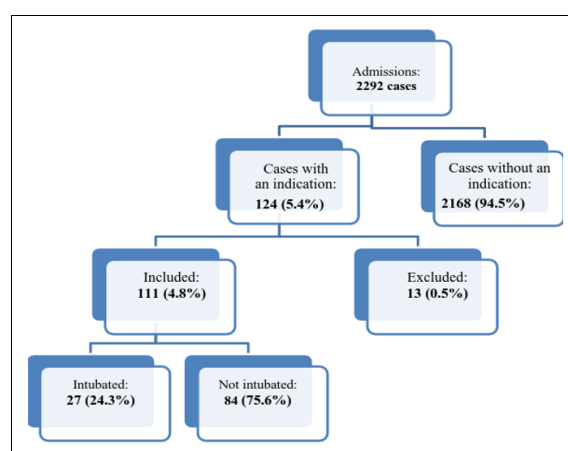 Admissions:
2292 cases
Cases with
an indication:
124 (5.4%)
Cases without an
indication:
2168 (94.5%)
Included:
111 (4.8%)
Excluded:
13 (0.5%)
Intubated:
27 (24.3%)
Not intubated:
84 (75.6%)